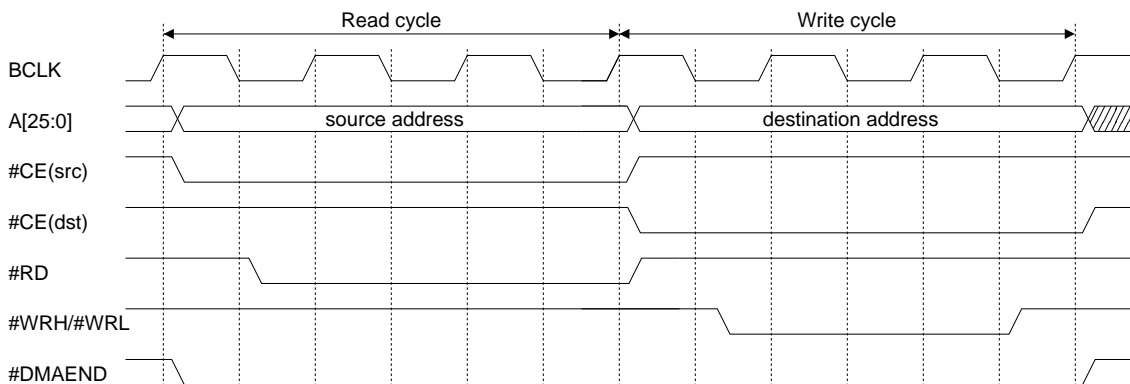 Read cycle Write cycle
BCLK
A[25:0] source address destination address
#CE(src)
#CE(dst)
#RD
#WRH/#WRL
#DMAEND